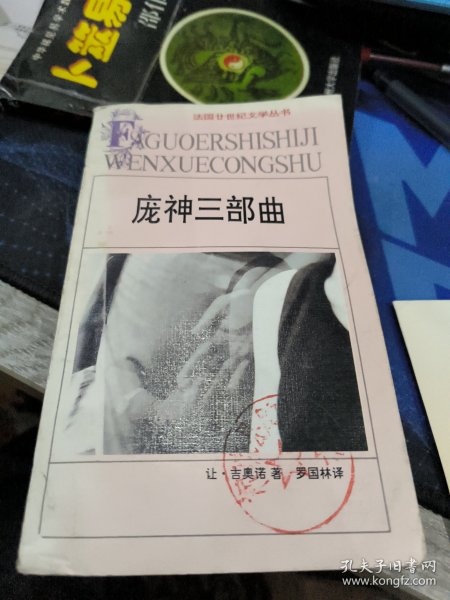 法国廿世纪文学丛书
FAGUOERSHISHIJI
WENXUECONGSHU
庞神三部曲
让·吉奥诺 著 罗国林译
孔夫子旧书网
www.kongfz.com